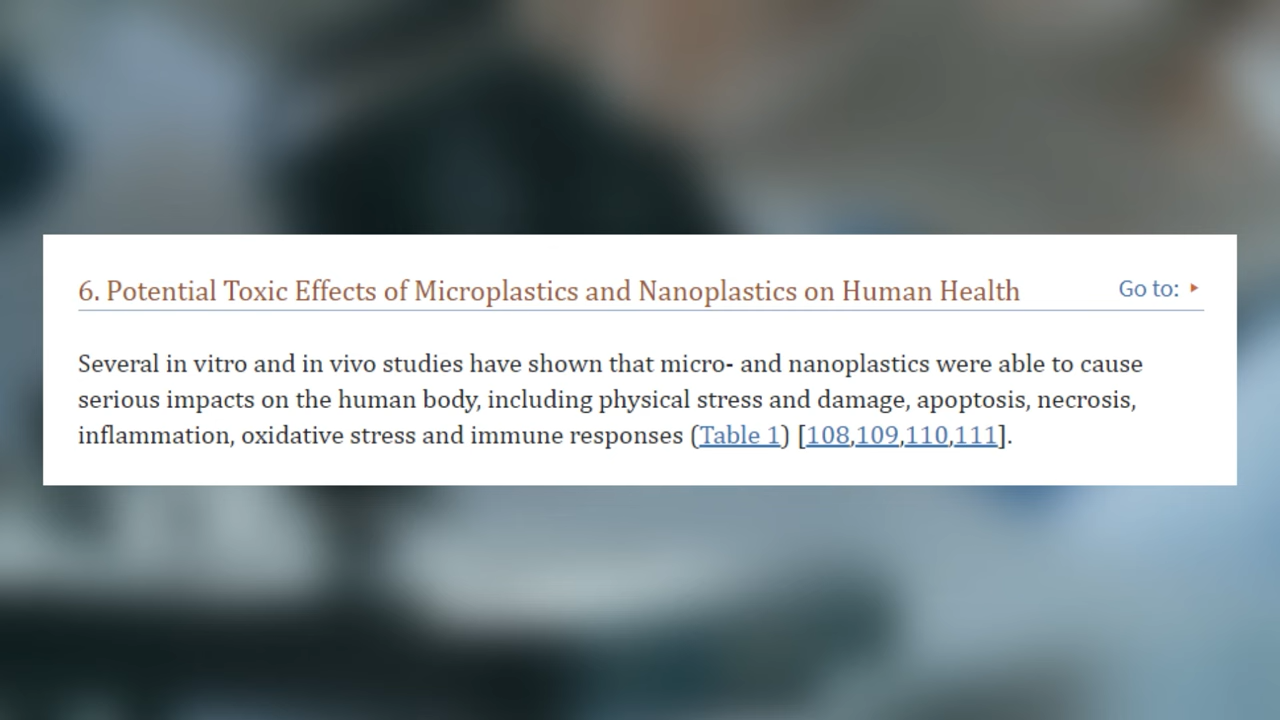 6. Potential Toxic Effects of Microplastics and Nanoplastics on Human Health Go to: ▸
Several in vitro and in vivo studies have shown that micro- and nanoplastics were able to cause
serious impacts on the human body, including physical stress and damage, apoptosis, necrosis,
inflammation, oxidative stress and immune responses (Table 1) [108,109,110,111].